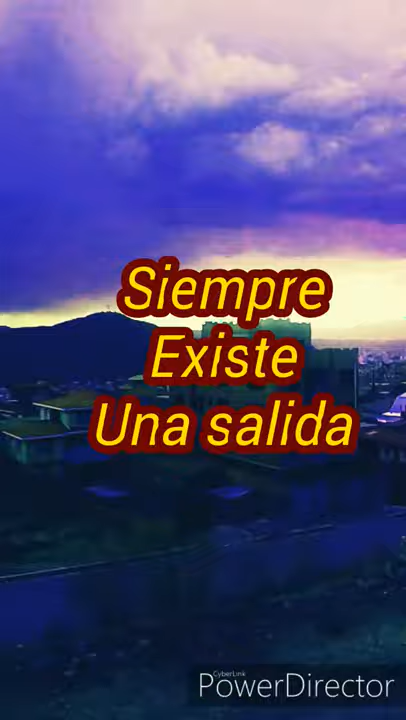 Siempre
Existe
Una salida
CyberLink
PowerDirector